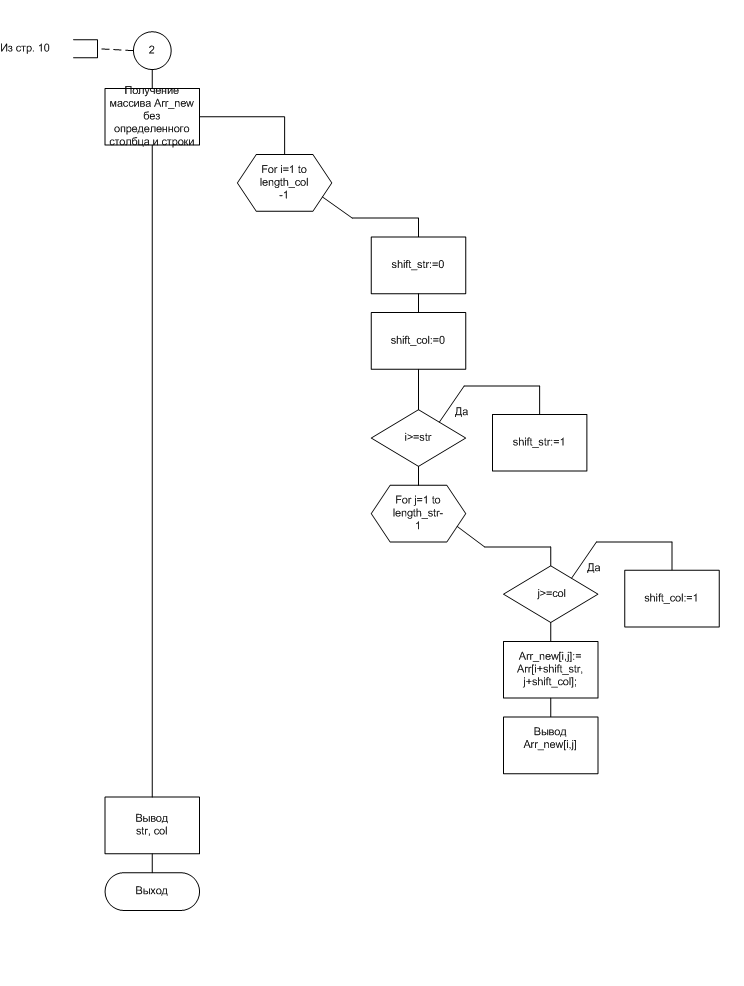 Из стр. 10
2
Получение
массива Arr_new
без
определенного
столбца и строки
For i=1 to
length_col
-1
shift_str:=0
shift_col:=0
Да
i>=str
shift_str:=1
For j=1 to
length_str-
1
Да
j>=col
shift_col:=1
Arr_new[i,j]:=
Arr[i+shift_str,
j+shift_col];
Вывод
Arr_new[i,j]
Вывод
str, col
Выход